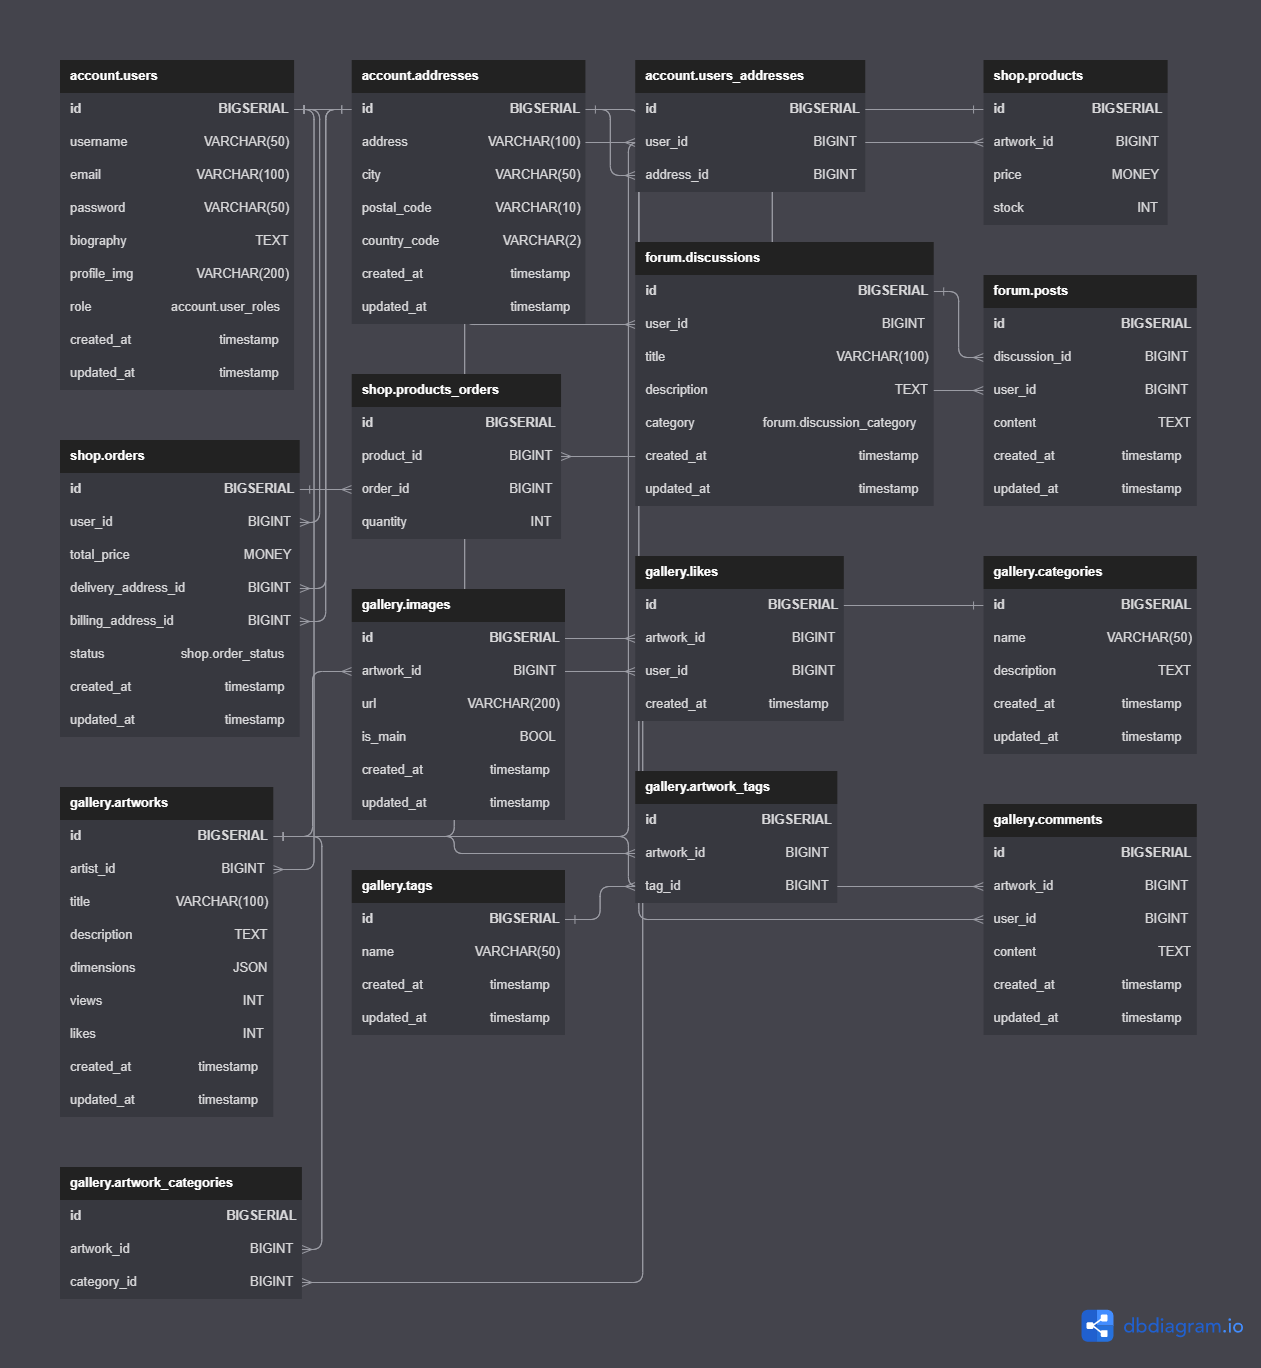 account.users
id BIGSERIAL
username VARCHAR(50)
email VARCHAR(100)
password VARCHAR(50)
biography TEXT
profile_img VARCHAR(200)
role account.user_roles
created_at timestamp
updated_at timestamp
account.addresses
id BIGSERIAL
address VARCHAR(100)
city VARCHAR(50)
postal_code VARCHAR(10)
country_code VARCHAR(2)
created_at timestamp
updated_at timestamp
account.users_addresses
id BIGSERIAL
user_id BIGINT
address_id BIGINT
shop.products
id BIGSERIAL
artwork_id BIGINT
price MONEY
stock INT
forum.discussions
id BIGSERIAL
user_id BIGINT
title VARCHAR(100)
description TEXT
category forum.discussion_category
created_at timestamp
updated_at timestamp
forum.posts
id BIGSERIAL
discussion_id BIGINT
user_id BIGINT
content TEXT
created_at timestamp
updated_at timestamp
shop.products_orders
id BIGSERIAL
product_id BIGINT
order_id BIGINT
quantity INT
shop.orders
id BIGSERIAL
user_id BIGINT
total_price MONEY
delivery_address_id BIGINT
billing_address_id BIGINT
status shop.order_status
created_at timestamp
updated_at timestamp
gallery.images
id BIGSERIAL
artwork_id BIGINT
url VARCHAR(200)
is_main BOOL
created_at timestamp
updated_at timestamp
gallery.likes
id BIGSERIAL
artwork_id BIGINT
user_id BIGINT
created_at timestamp
gallery.categories
id BIGSERIAL
name VARCHAR(50)
description TEXT
created_at timestamp
updated_at timestamp
gallery.artworks
id BIGSERIAL
artist_id BIGINT
title VARCHAR(100)
description TEXT
dimensions JSON
views INT
likes INT
created_at timestamp
updated_at timestamp
gallery.tags
id BIGSERIAL
name VARCHAR(50)
created_at timestamp
updated_at timestamp
gallery.artwork_tags
id BIGSERIAL
artwork_id BIGINT
tag_id BIGINT
gallery.comments
id BIGSERIAL
artwork_id BIGINT
user_id BIGINT
content TEXT
created_at timestamp
updated_at timestamp
gallery.artwork_categories
id BIGSERIAL
artwork_id BIGINT
category_id BIGINT
dbdiagram.io